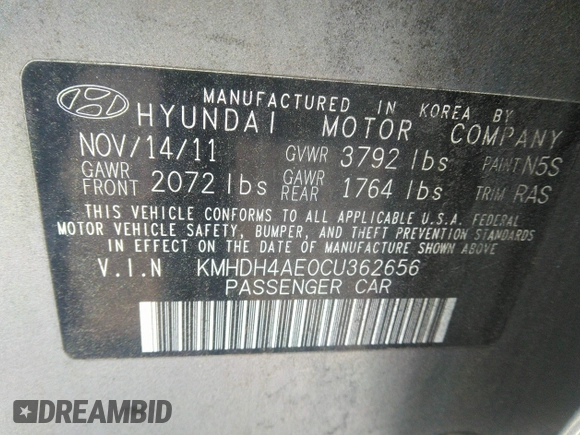 MANUFACTURED IN KOREA BY
HYUNDAI MOTOR COMPANY
NOV/14/11 GVWR 3792 lbs PAINT N5S
GAWR FRONT 2072 lbs GAWR REAR 1764 lbs TRIM RAS
THIS VEHICLE CONFORMS TO ALL APPLICABLE U.S.A. FEDERAL
MOTOR VEHICLE SAFETY, BUMPER, AND THEFT PREVENTION STANDARDS
IN EFFECT ON THE DATE OF MANUFACTURE SHOWN ABOVE.
V.I.N KMHDH4AE0CU362656
PASSENGER CAR
DREAMBID